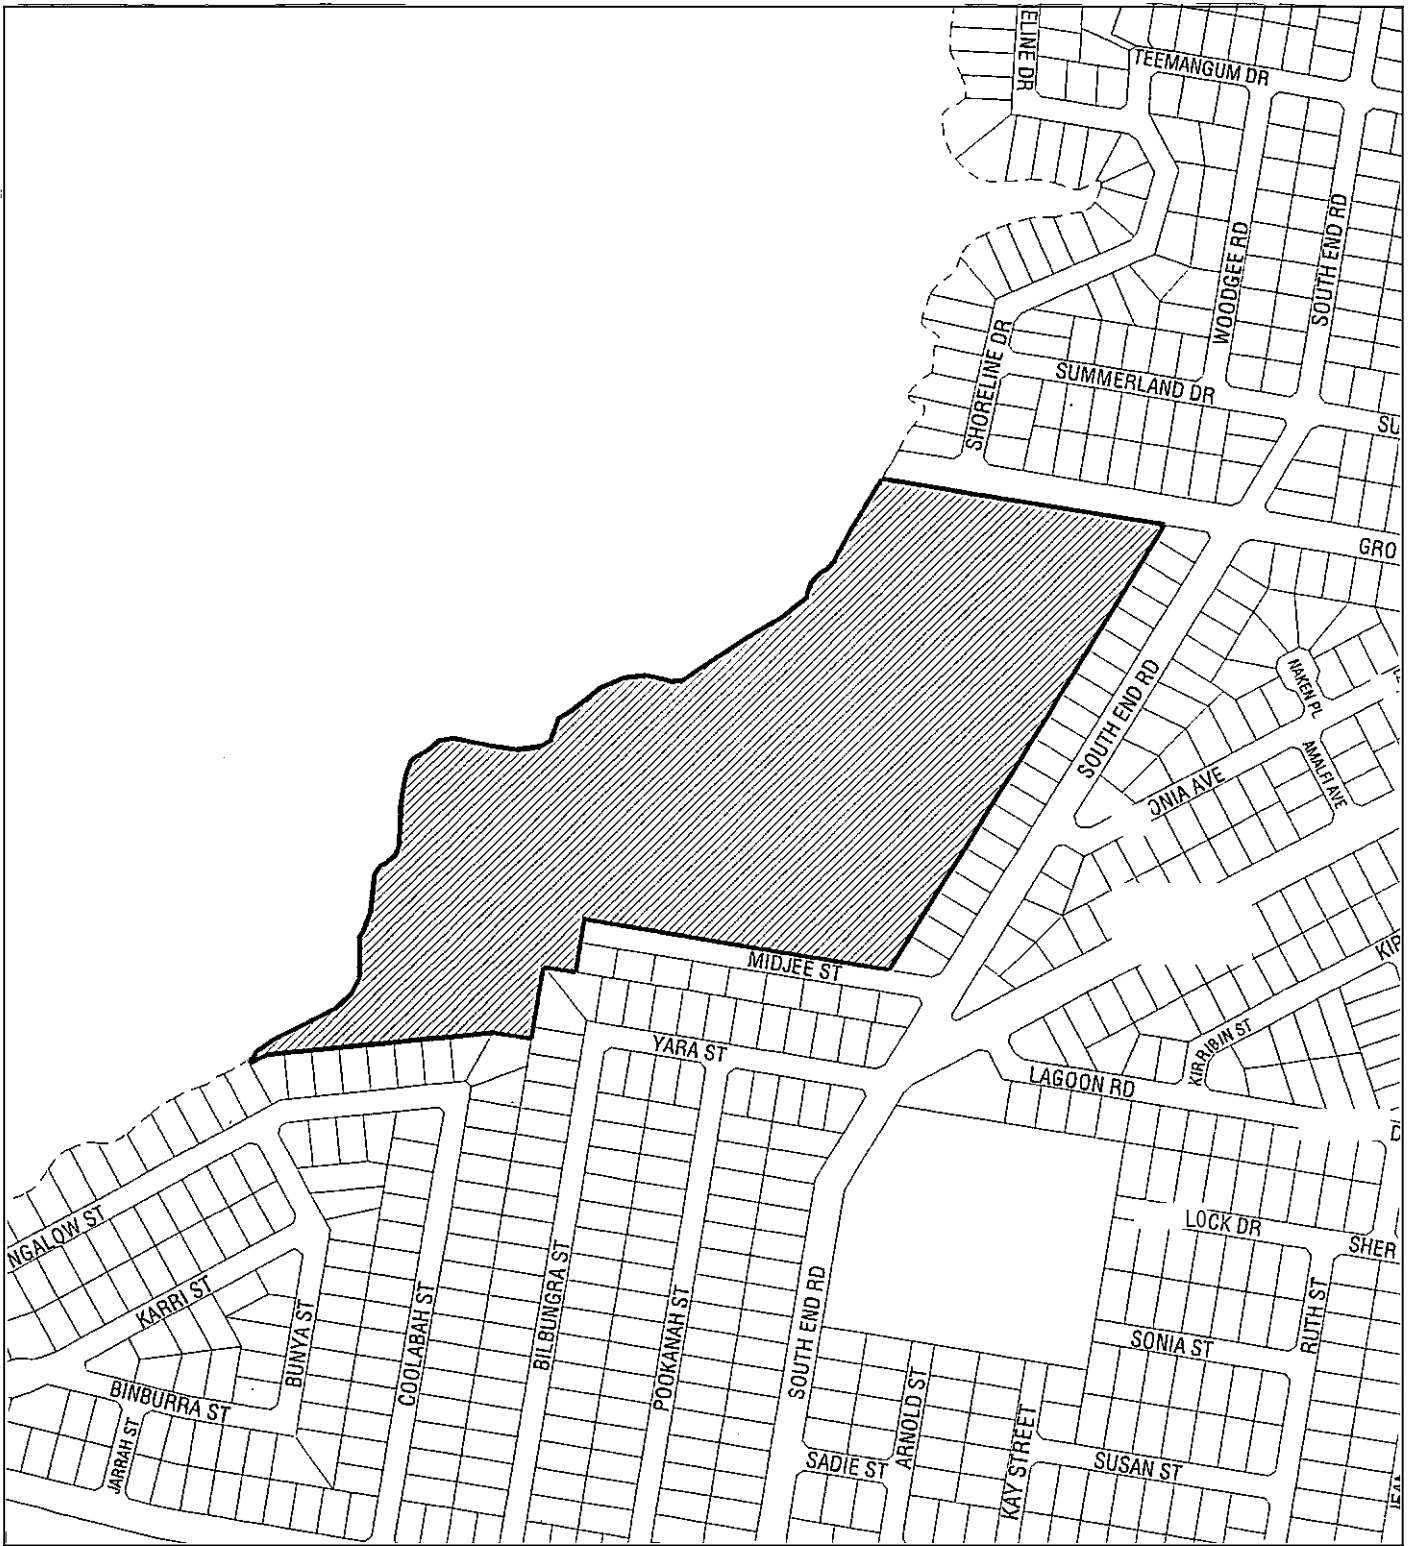 ELINE DR
TEEMANGUM DR
WOODGEE RD
SOUTH END RD
SHORELINE DR
SUMMERLAND DR
SU
GRO
NAKEN PL
SOUTH END RD
AMALFI AVE
ONIA AVE
KIR
MIDJEE ST
YARA ST
KIRRIBIN ST
LAGOON RD
D
NGALOW ST
LOCK DR
SHER
KARRI ST
BUNYA ST
COOLABAH ST
BILBUNGRA ST
POOKANAH ST
SOUTH END RD
RUTH ST
SONIA ST
BINBURRA ST
JARRAH ST
ARNOLD ST
KAY STREET
SADIE ST
SUSAN ST